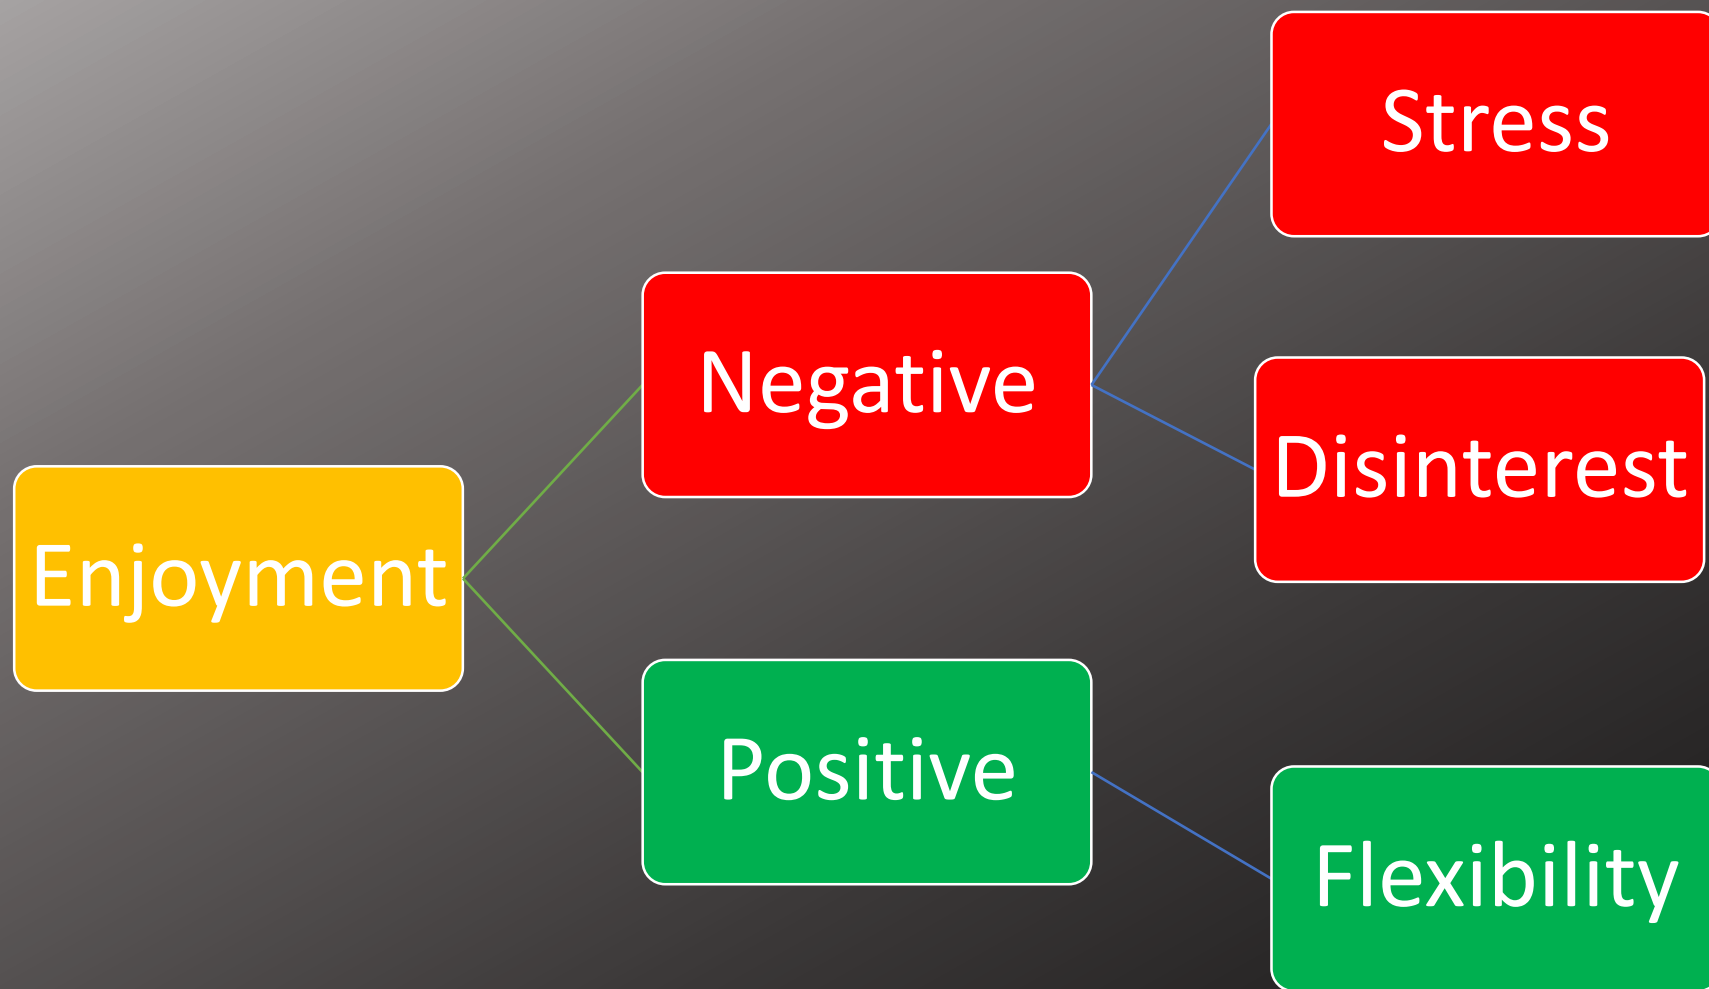 Stress
Negative
Disinterest
Enjoyment
Positive
Flexibility